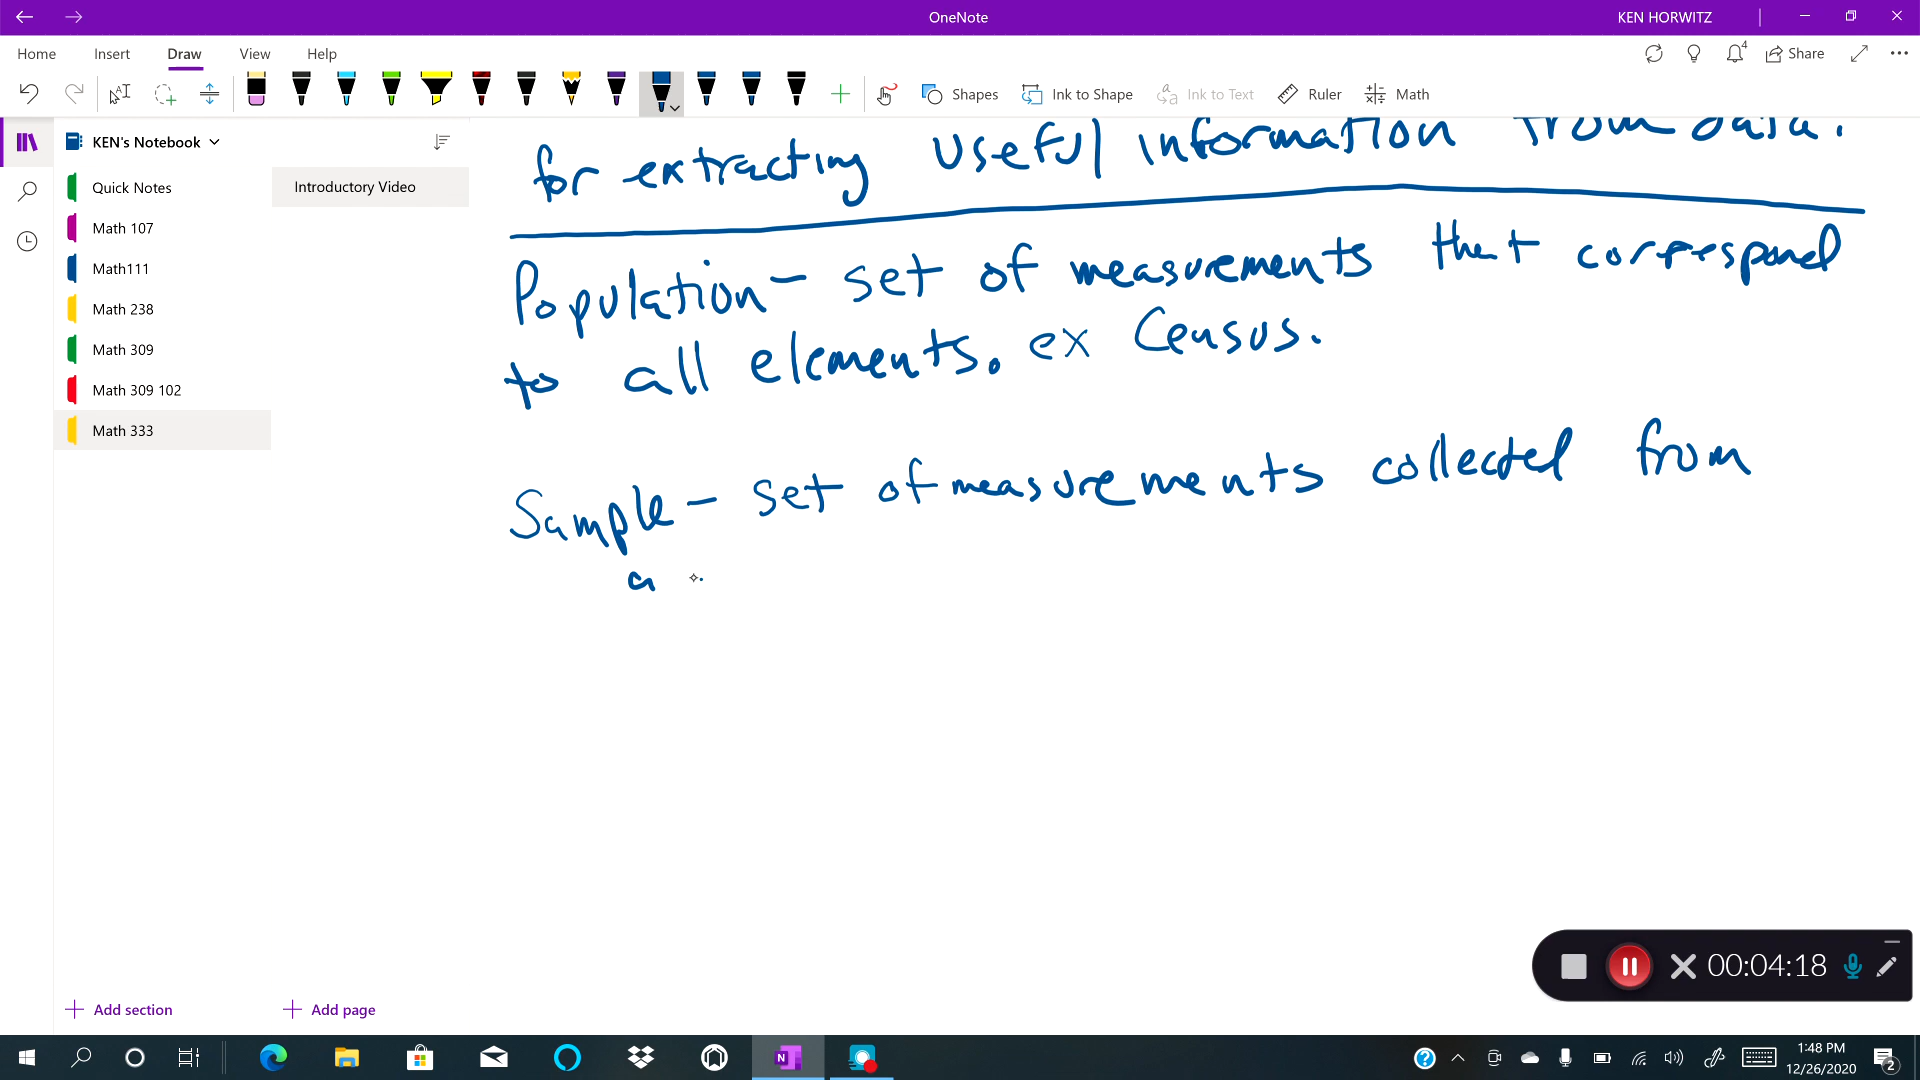 OneNote
KEN HORWITZ
Home Insert Draw View Help
4
Share
Shapes Ink to Shape Ink to Text Ruler Math
KEN's Notebook
Quick Notes
Math 107
Math111
Math 238
Math 309
Math 309 102
Math 333
Introductory Video
for extracting useful information from data.
Population - set of measurements that correspond
to all elements. ex Census.
Sample - set of measurements collected from
a
00:04:18
Add section
Add page
1:48 PM
12/26/2020
2